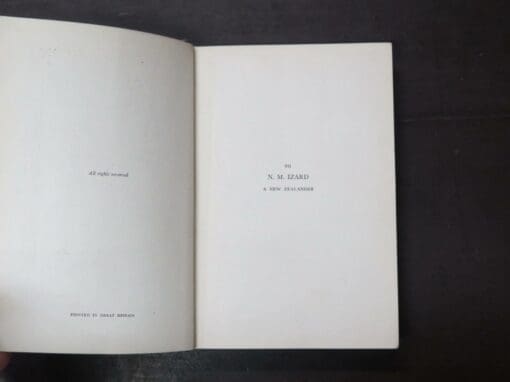 All rights reserved
PRINTED IN GREAT BRITAIN
TO
N. M. IZARD
A NEW ZEALANDER